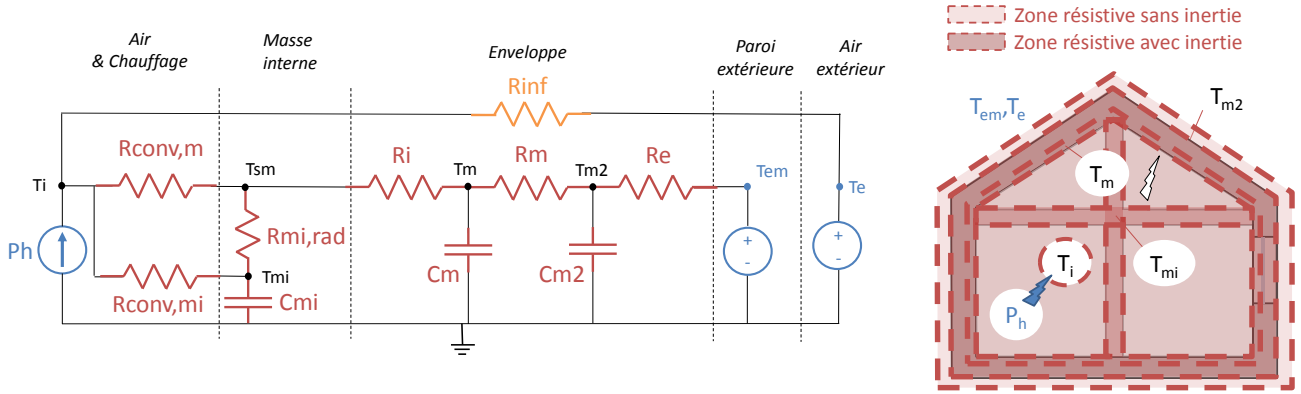 Air
& Chauffage
Masse
interne
Enveloppe
Paroi
extérieure
Air
extérieur
Rinf
Rconv,m
Tsm
Ri
Tm
Rm
Tm2
Re
Tem
Te
Ti
Rmi,rad
Ph
+
-
+
-
Tmi
Rconv,mi
Cmi
Cm
Cm2
Zone résistive sans inertie
Zone résistive avec inertie
Tem,Te
Tm2
Tm
Ti
Tmi
Ph